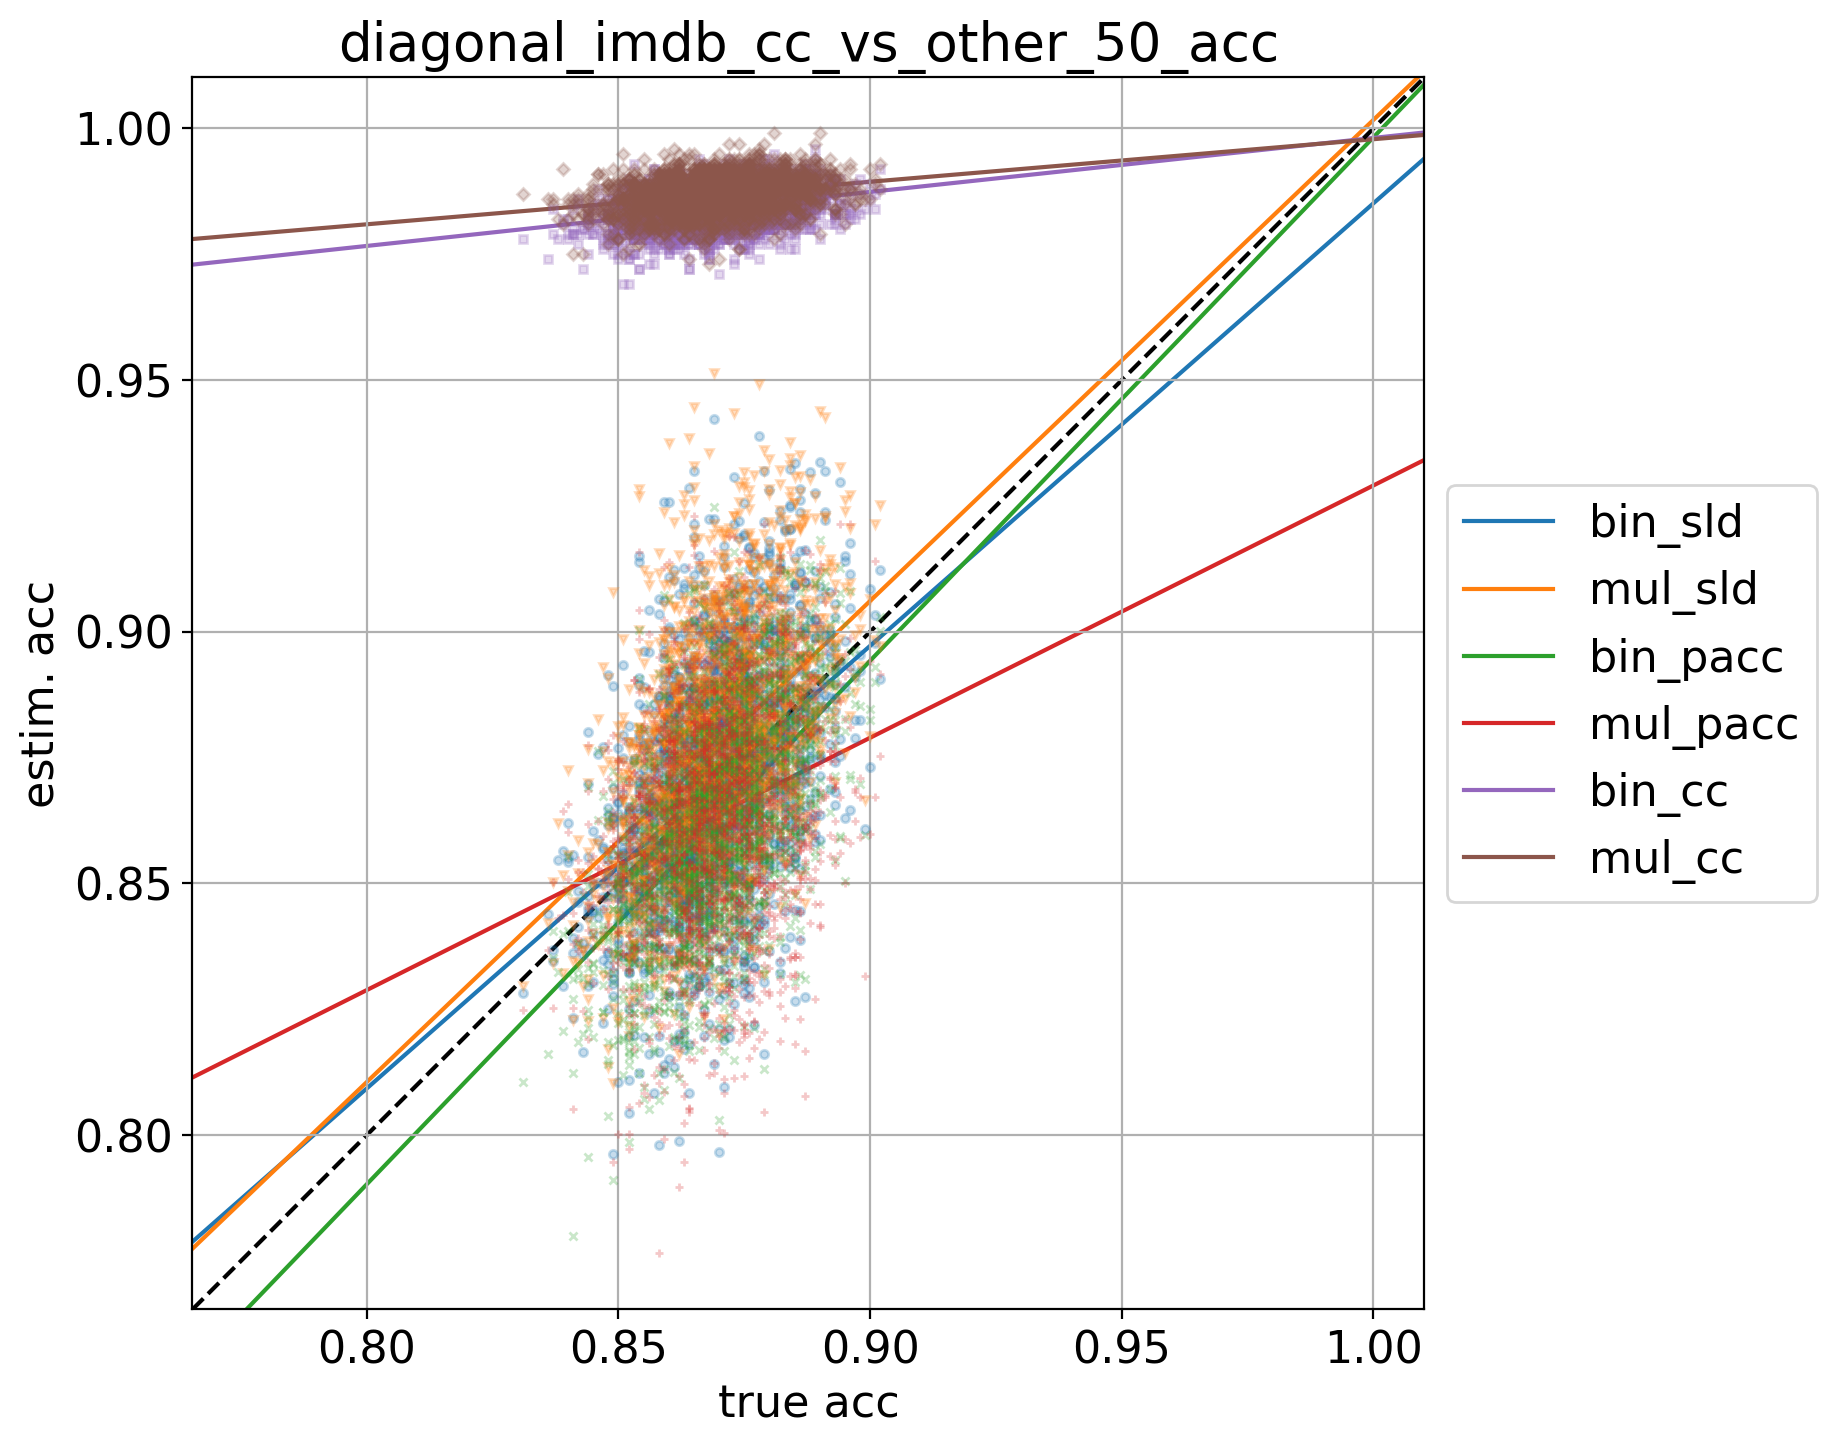 diagonal_imdb_cc_vs_other_50_acc
1.00
0.95
0.90
0.85
0.80
estim. acc
0.80 0.85 0.90 0.95 1.00
true acc
bin_sld
mul_sld
bin_pacc
mul_pacc
bin_cc
mul_cc